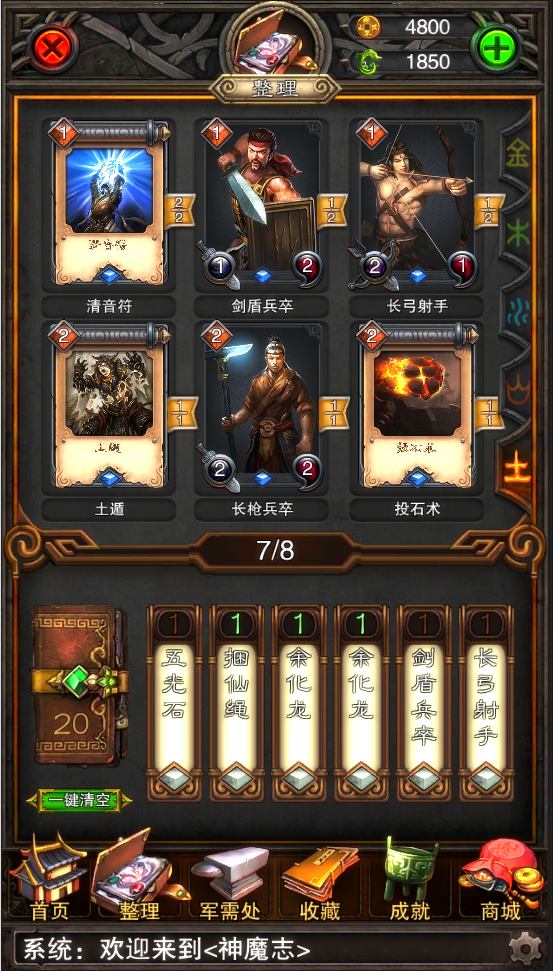 4800
1850
整理
金
木
水
火
土
1
2/2
清音符
1
1/2
1
2
剑盾兵卒
1
1/2
2
1
长弓射手
2
1/1
土遁
土遁
2
1/1
2
2
长枪兵卒
2
1/1
投石术
7/8
20
一键清空
1
五光石
1
捆仙绳
1
余化龙
1
余化龙
1
剑盾兵卒
1
长弓射手
首页
整理
军需处
收藏
成就
商城
系统：欢迎来到<神魔志>